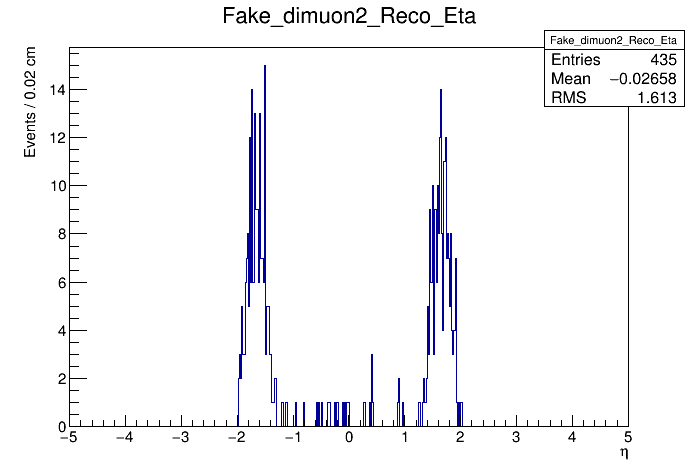 Fake_dimuon2_Reco_Eta
Fake_dimuon2_Reco_Eta
Entries 435
Mean −0.02658
RMS 1.613
Events / 0.02 cm
14
12
10
8
6
4
2
0
−5 −4 −3 −2 −1 0 1 2 3 4 5
η